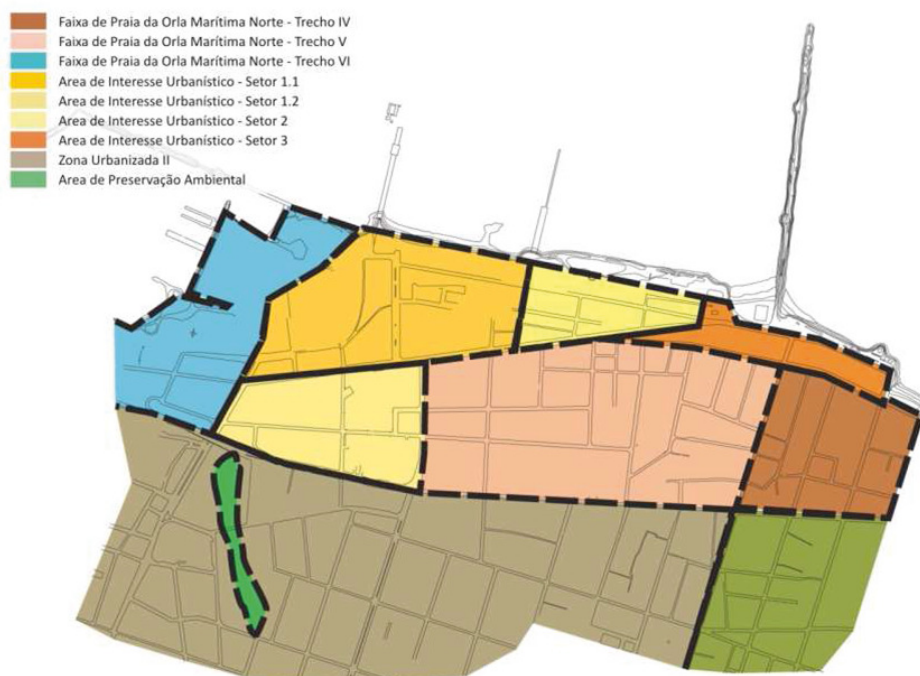 Faixa de Praia da Orla Marítima Norte - Trecho IV
Faixa de Praia da Orla Marítima Norte - Trecho V
Faixa de Praia da Orla Marítima Norte - Trecho VI
Area de Interesse Urbanístico - Setor 1.1
Area de Interesse Urbanístico - Setor 1.2
Area de Interesse Urbanístico - Setor 2
Area de Interesse Urbanístico - Setor 3
Zona Urbanizada II
Area de Preservação Ambiental